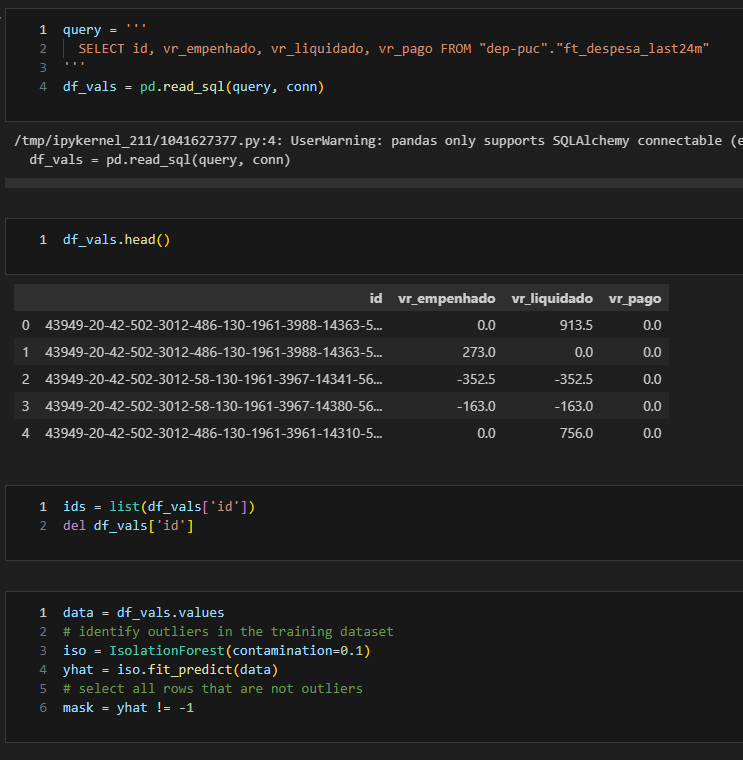 1 query = '''
2 SELECT id, vr_empenhado, vr_liquidado, vr_pago FROM "dep-puc"."ft_despesa_last24m"
3 '''
4 df_vals = pd.read_sql(query, conn)
/tmp/ipykernel_211/1041627377.py:4: UserWarning: pandas only supports SQLAlchemy connectable (e
df_vals = pd.read_sql(query, conn)
1 df_vals.head()
id vr_empenhado vr_liquidado vr_pago
0 43949-20-42-502-3012-486-130-1961-3988-14363-5... 0.0 913.5 0.0
1 43949-20-42-502-3012-486-130-1961-3988-14363-5... 273.0 0.0 0.0
2 43949-20-42-502-3012-58-130-1961-3967-14341-56... -352.5 -352.5 0.0
3 43949-20-42-502-3012-58-130-1961-3967-14380-56... -163.0 -163.0 0.0
4 43949-20-42-502-3012-486-130-1961-3961-14310-5... 0.0 756.0 0.0
1 ids = list(df_vals['id'])
2 del df_vals['id']
1 data = df_vals.values
2 # identify outliers in the training dataset
3 iso = IsolationForest(contamination=0.1)
4 yhat = iso.fit_predict(data)
5 # select all rows that are not outliers
6 mask = yhat != -1